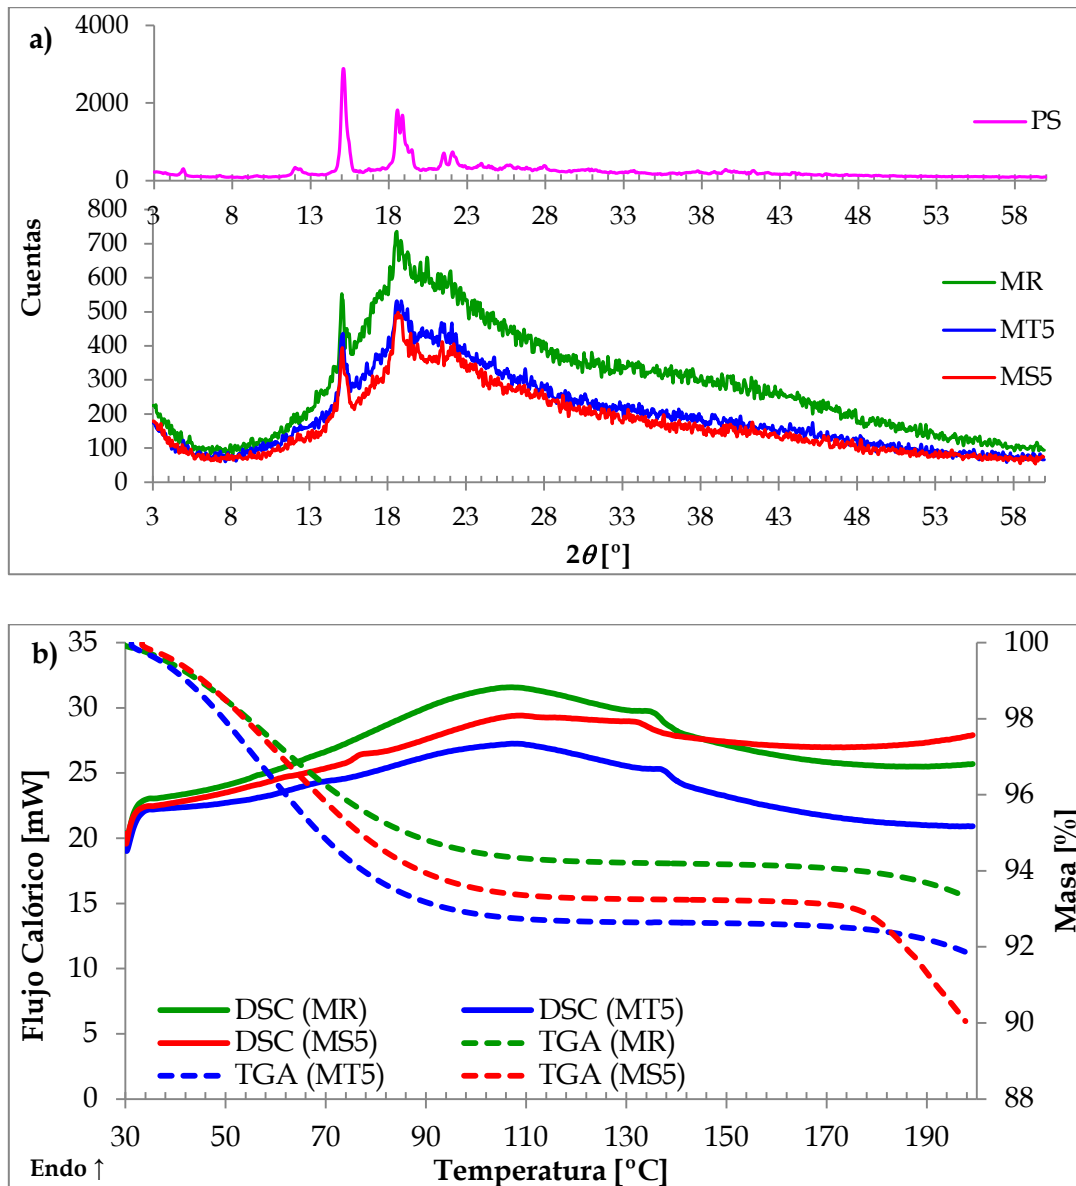 a)
4000
2000
0
PS
3 8 13 18 23 28 33 38 43 48 53 58
Cuentas
800
700
600
500
400
300
200
100
0
MR
MT5
MS5
3 8 13 18 23 28 33 38 43 48 53 58
2θ [º]
b)
35
30
25
20
15
10
5
0
Flujo Calórico [mW]
100
98
96
94
92
90
88
Masa [%]
DSC (MR) DSC (MT5)
DSC (MS5) TGA (MR)
TGA (MT5) TGA (MS5)
30 50 70 90 110 130 150 170 190
Endo ↑ Temperatura [ºC]